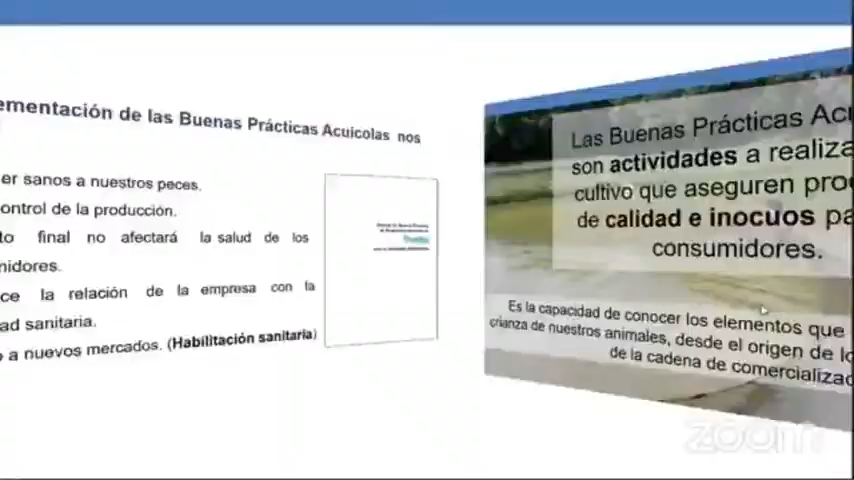 ementación de las Buenas Prácticas Acuícolas nos
er sanos a nuestros peces.
ontrol de la producción.
to final no afectará la salud de los
nidores.
ce la relación de la empresa con la
ad sanitaria.
a nuevos mercados. (Habilitación sanitaria)
Las Buenas Prácticas Acu
son actividades a realiza
cultivo que aseguren pro
de calidad e inocuos pa
consumidores.
Es la capacidad de conocer los elementos que
crianza de nuestros animales, desde el origen de lo
de la cadena de comercializac
zoom